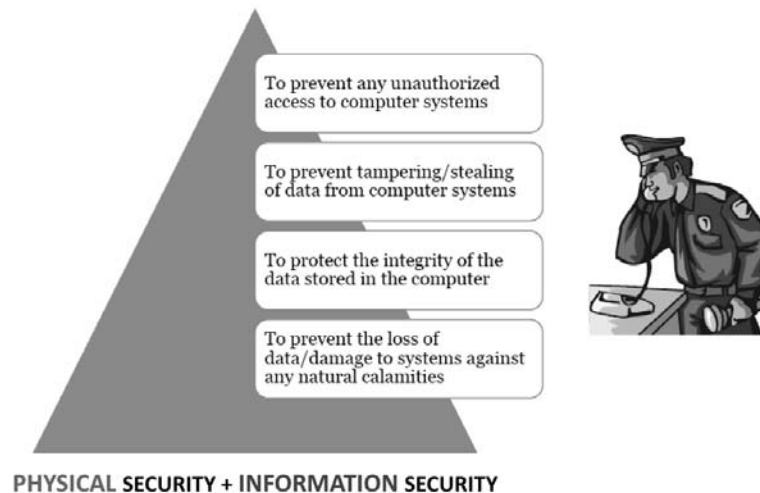 To prevent any unauthorized
access to computer systems
To prevent tampering/stealing
of data from computer systems
To protect the integrity of the
data stored in the computer
To prevent the loss of
data/damage to systems against
any natural calamities
PHYSICAL SECURITY + INFORMATION SECURITY